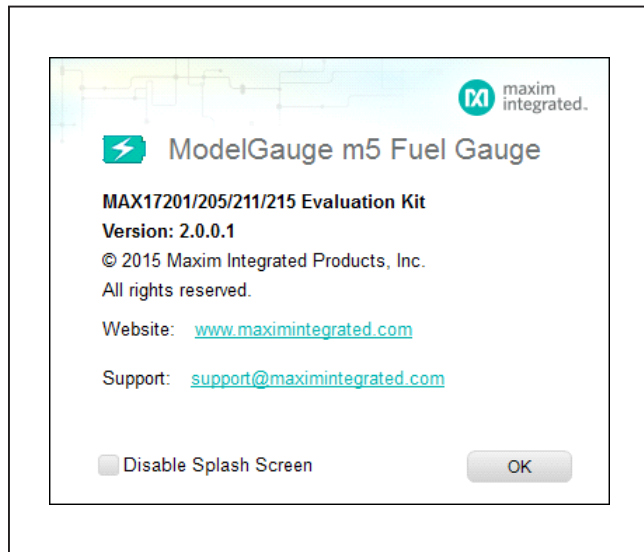 maxim
integrated.
ModelGauge m5 Fuel Gauge
MAX17201/205/211/215 Evaluation Kit
Version: 2.0.0.1
© 2015 Maxim Integrated Products, Inc.
All rights reserved.
Website: www.maximintegrated.com
Support: support@maximintegrated.com
Disable Splash Screen
OK